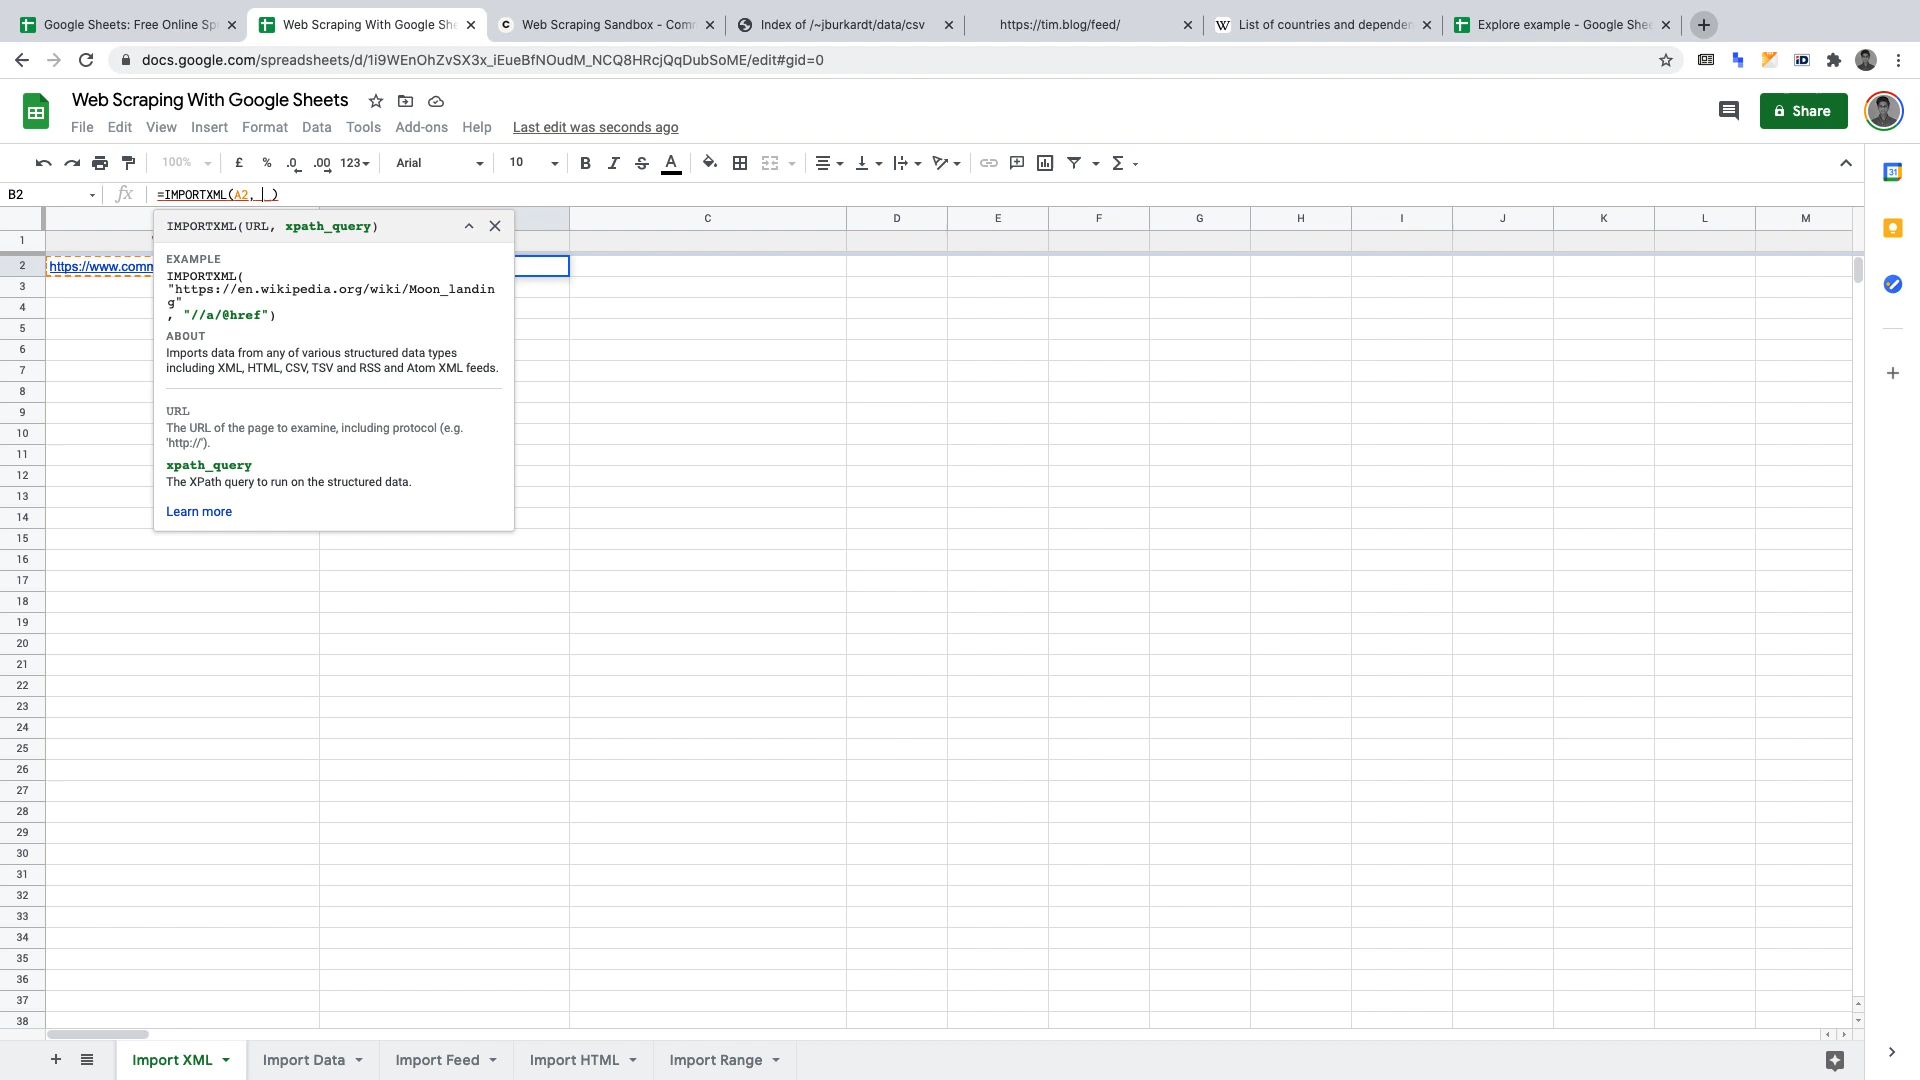 Google Sheets: Free Online Sp
Web Scraping With Google She
Web Scraping Sandbox - Com
Index of /~jburkardt/data/csv
https://tim.blog/feed/
List of countries and dependen
Explore example - Google Shee
docs.google.com/spreadsheets/d/1i9WEnOhZvSX3x_iEueBfNOudM_NCQ8HRcjQqDubSoME/edit#gid=0
Web Scraping With Google Sheets
File Edit View Insert Format Data Tools Add-ons Help Last edit was seconds ago
Share
100% £ % .0 .00 123 Arial 10 B I S A Σ
31
B2 fx =IMPORTXML(A2, )
C D E F G H I J K L M
IMPORTXML(URL, xpath_query)
EXAMPLE
IMPORTXML(
"https://en.wikipedia.org/wiki/Moon_landin
g"
, "//a/@href")
ABOUT
Imports data from any of various structured data types
including XML, HTML, CSV, TSV and RSS and Atom XML feeds.
URL
The URL of the page to examine, including protocol (e.g.
'http://').
xpath_query
The XPath query to run on the structured data.
Learn more
1
2 https://www.comm
3
4
5
6
7
8
9
10
11
12
13
14
15
16
17
18
19
20
21
22
23
24
25
26
27
28
29
30
31
32
33
34
35
36
37
38
Import XML Import Data Import Feed Import HTML Import Range